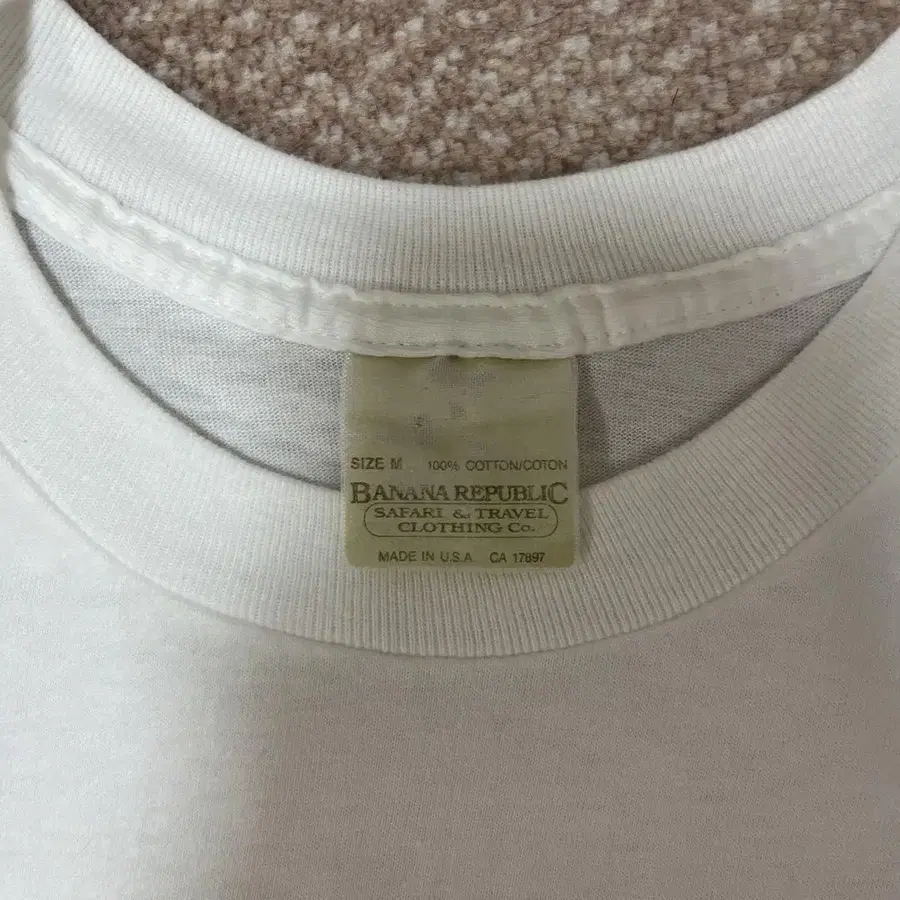 SIZE M 100% COTTON/COTON
BANANA REPUBLIC
SAFARI & TRAVEL
CLOTHING Co.
MADE IN U.S.A. CA 17897